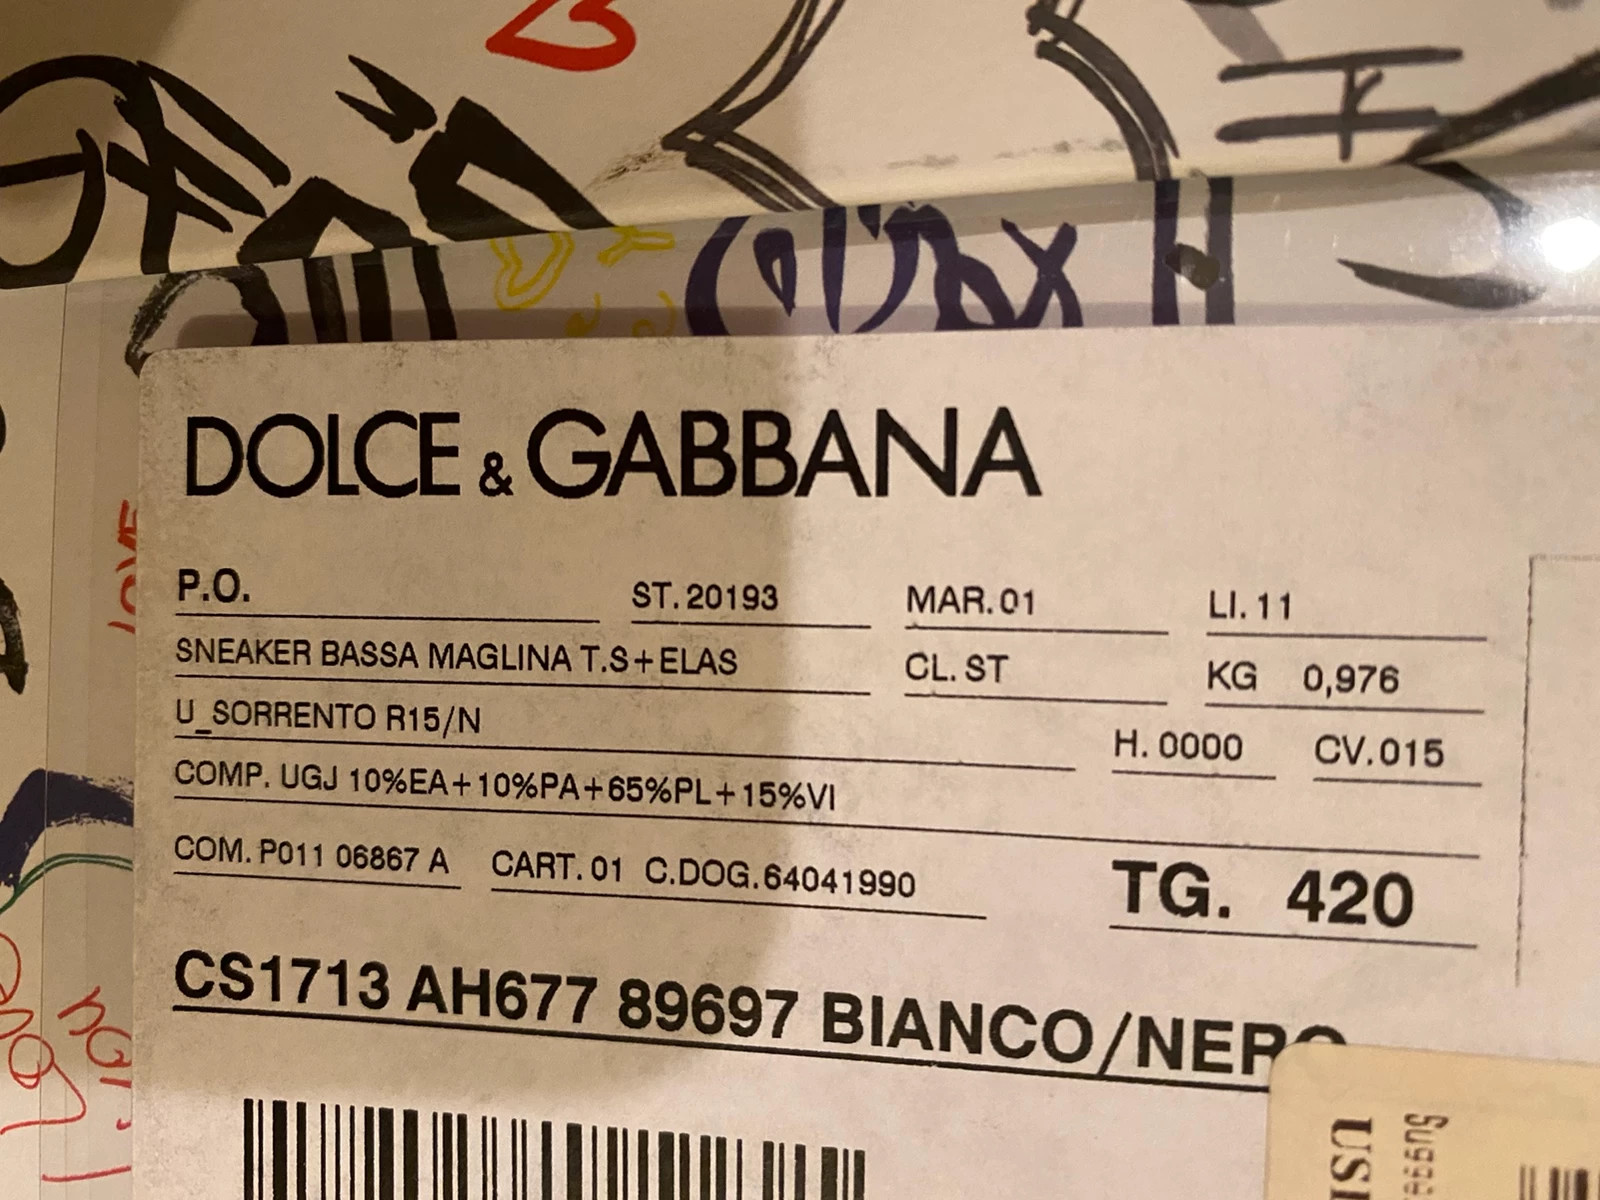 LOVE
DOLCE & GABBANA
P.O. ST. 20193 MAR. 01 LI. 11
SNEAKER BASSA MAGLINA T.S+ELAS CL. ST KG 0,976
U_SORRENTO R15/N H. 0000 CV. 015
COMP. UGJ 10%EA+10%PA+65%PL+15%VI
COM. P011 06867 A CART. 01 C.DOG. 64041990 TG. 420
CS1713 AH677 89697 BIANCO/NERO